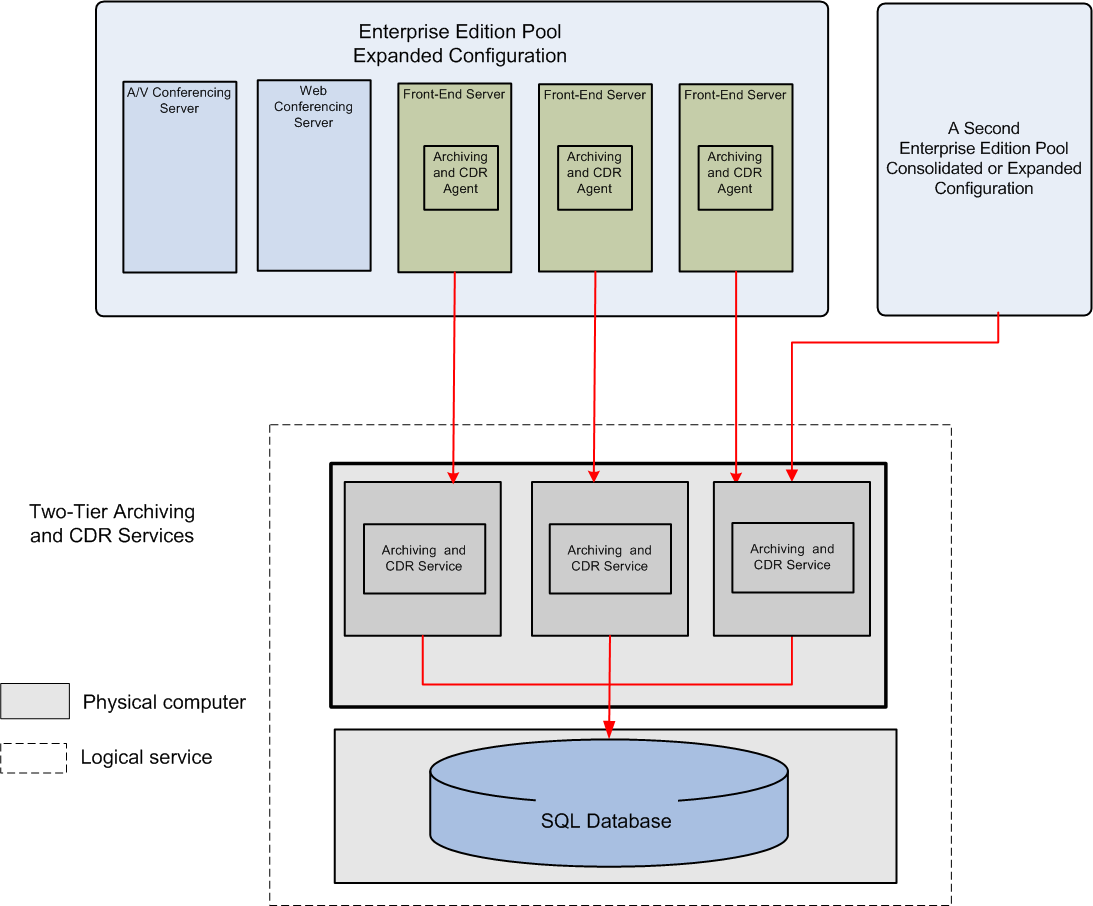 Enterprise Edition Pool
Expanded Configuration
A/V Conferencing
Server
Web
Conferencing
Server
Front-End Server
Archiving
and CDR
Agent
Front-End Server
Archiving
and CDR
Agent
Front-End Server
Archiving
and CDR
Agent
A Second
Enterprise Edition Pool
Consolidated or Expanded
Configuration
Two-Tier Archiving
and CDR Services
Archiving and
CDR Service
Archiving and
CDR Service
Archiving and
CDR Service
Physical computer
Logical service
SQL Database